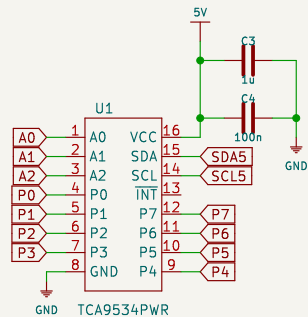 5V
C3
1u
C4
100n
GND
U1
A0 1 A0 VCC 16
A1 2 A1 SDA 15 SDA5
A2 3 A2 SCL 14 SCL5
P0 4 P0 INT 13
P1 5 P1 P7 12 P7
P2 6 P2 P6 11 P6
P3 7 P3 P5 10 P5
8 GND P4 9 P4
GND
TCA9534PWR